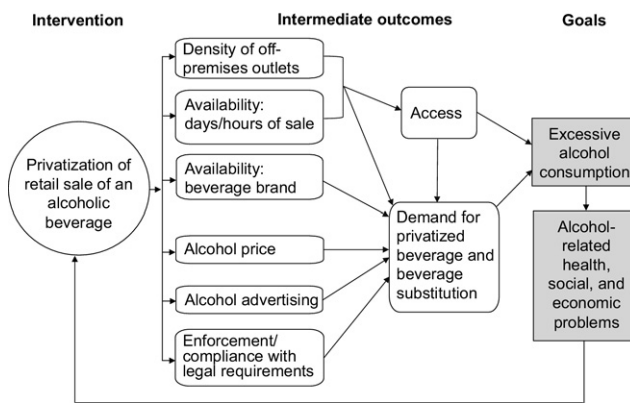 Intervention
Intermediate outcomes
Goals
Density of off-
premises outlets
Availability:
days/hours of sale
Access
Excessive
alcohol
consumption
Privatization of
retail sale of an
alcoholic
beverage
Availability:
beverage brand
Demand for
privatized
beverage and
beverage
substitution
Alcohol-
related
health,
social, and
economic
problems
Alcohol price
Alcohol advertising
Enforcement/
compliance with
legal requirements